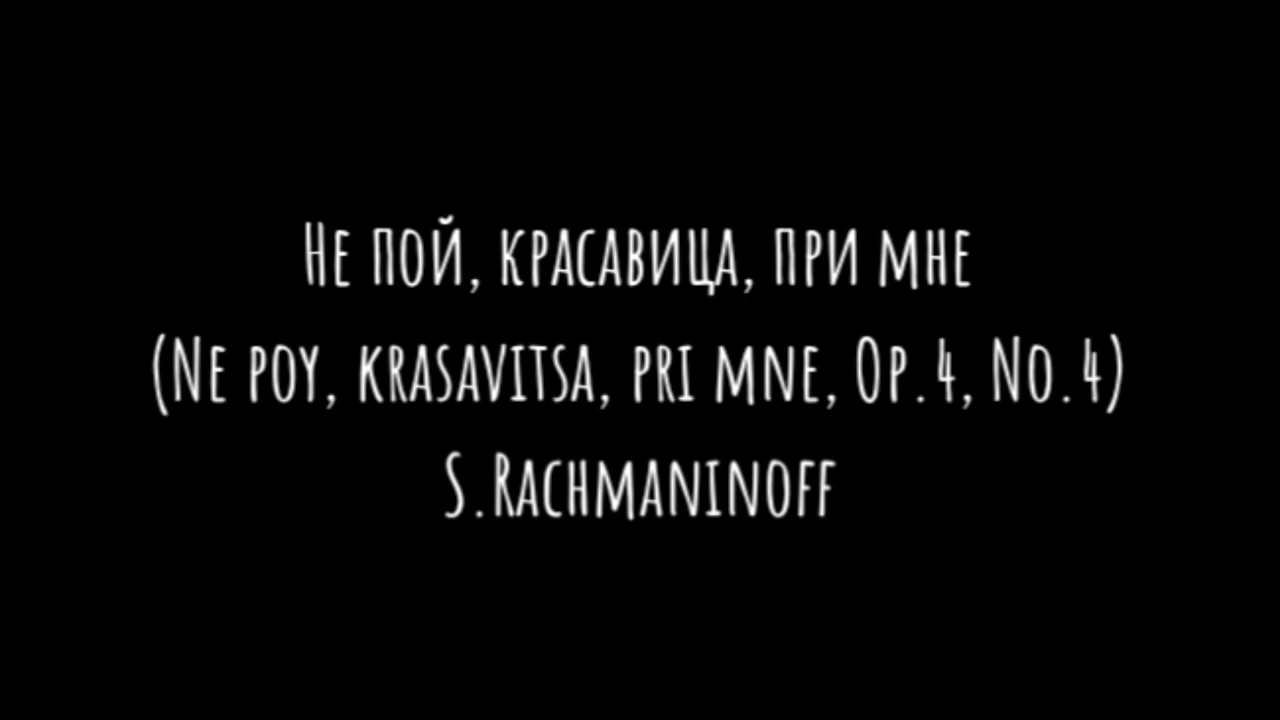 Не пой, красавица, при мне
(Ne poy, krasavitsa, pri mne, Op.4, No.4)
S.Rachmaninoff